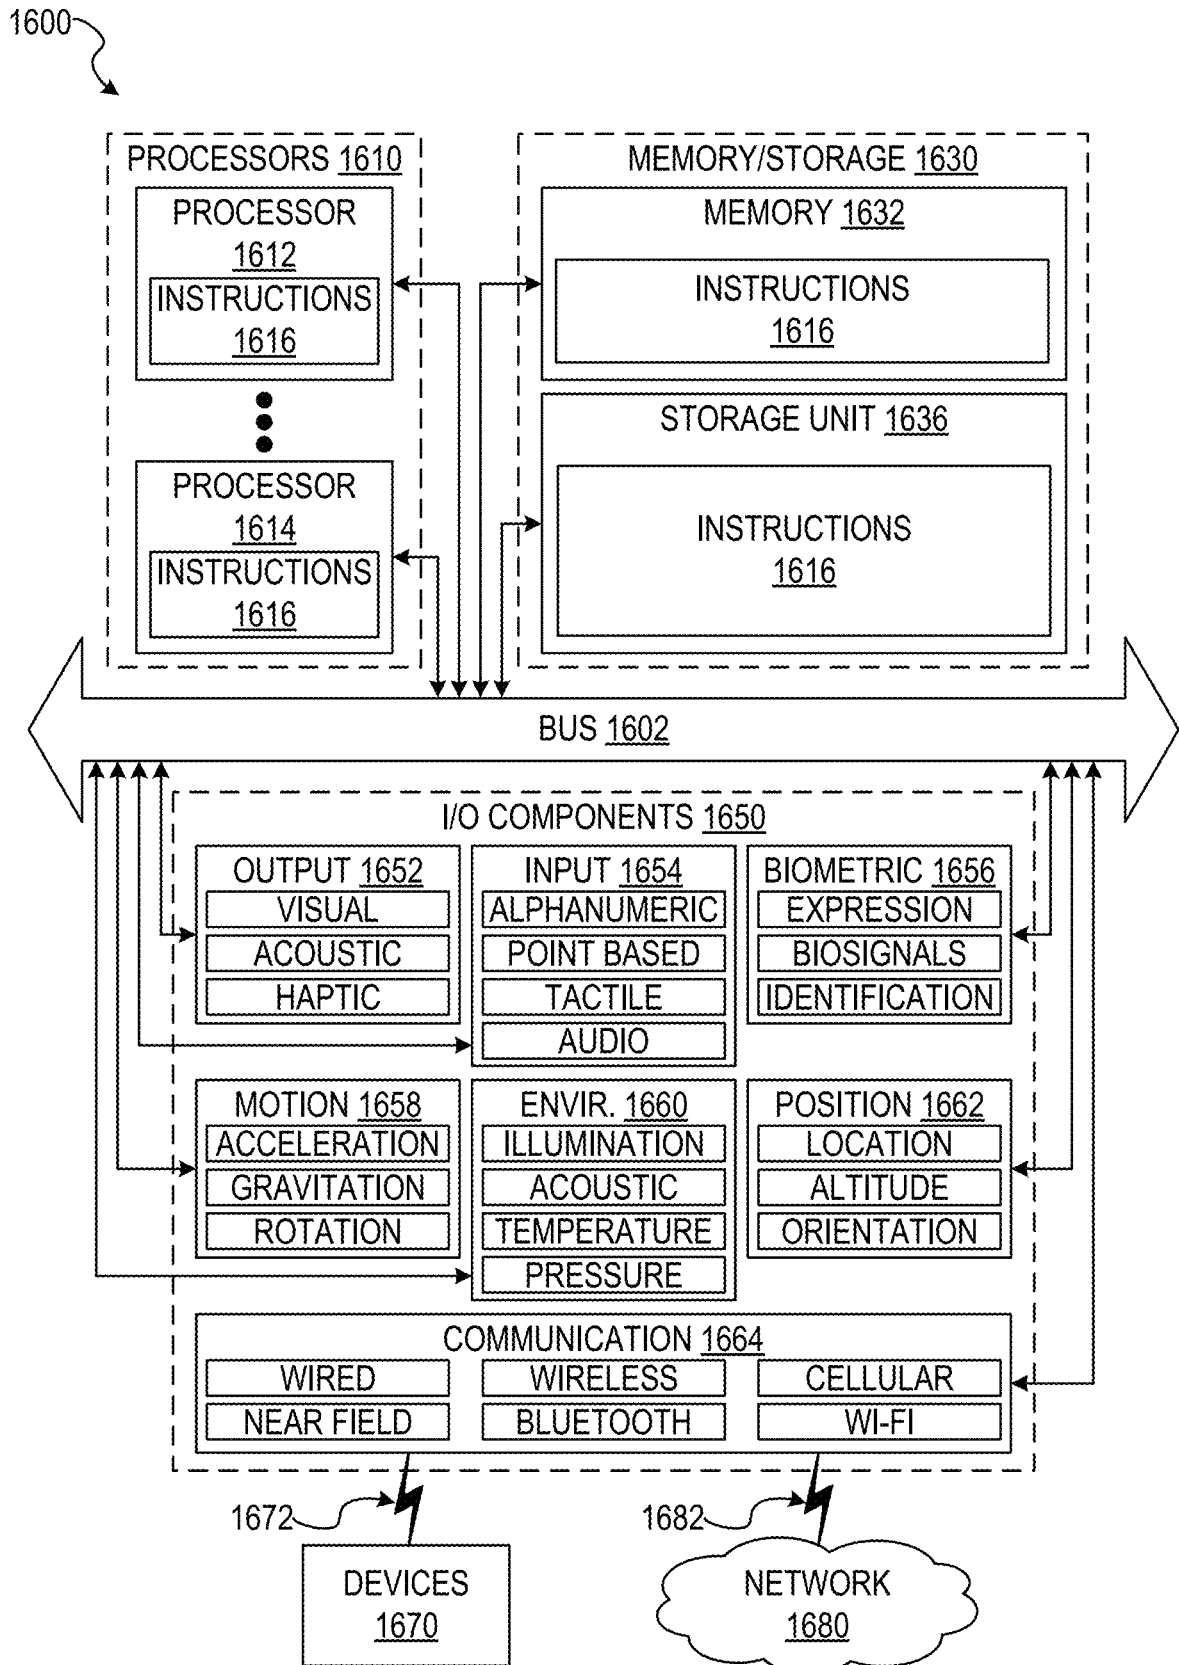 1600
PROCESSORS 1610
PROCESSOR
1612
INSTRUCTIONS
1616
PROCESSOR
1614
INSTRUCTIONS
1616
MEMORY/STORAGE 1630
MEMORY 1632
INSTRUCTIONS
1616
STORAGE UNIT 1636
INSTRUCTIONS
1616
BUS 1602
I/O COMPONENTS 1650
OUTPUT 1652
VISUAL
ACOUSTIC
HAPTIC
INPUT 1654
ALPHANUMERIC
POINT BASED
TACTILE
AUDIO
BIOMETRIC 1656
EXPRESSION
BIOSIGNALS
IDENTIFICATION
MOTION 1658
ACCELERATION
GRAVITATION
ROTATION
ENVIR. 1660
ILLUMINATION
ACOUSTIC
TEMPERATURE
PRESSURE
POSITION 1662
LOCATION
ALTITUDE
ORIENTATION
COMMUNICATION 1664
WIRED
WIRELESS
CELLULAR
NEAR FIELD
BLUETOOTH
WI-FI
1672
1682
DEVICES
1670
NETWORK
1680